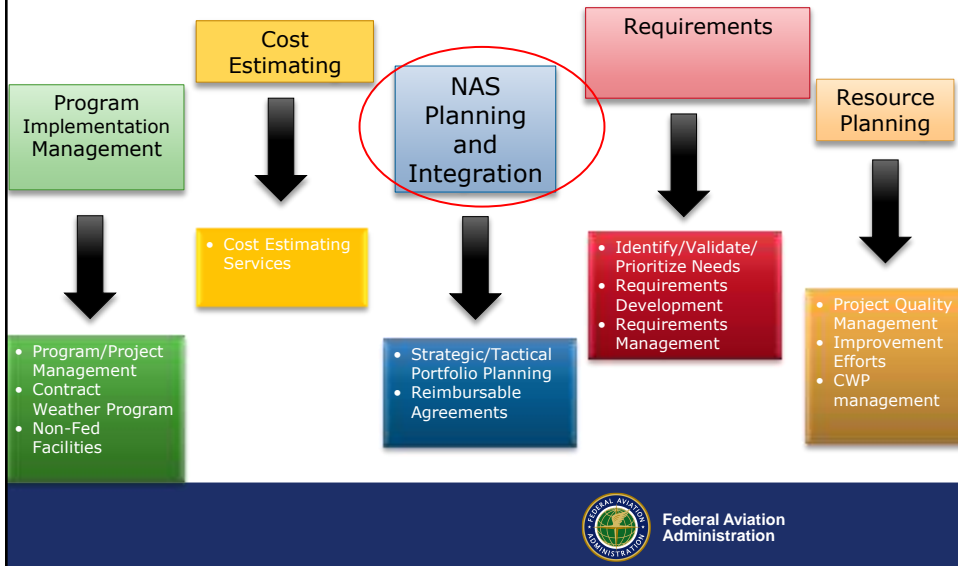 Program
Implementation
Management
• Program/Project
Management
• Contract
Weather Program
• Non-Fed
Facilities
Cost
Estimating
• Cost Estimating
Services
NAS
Planning
and
Integration
• Strategic/Tactical
Portfolio Planning
• Reimbursable
Agreements
Requirements
• Identify/Validate/
Prioritize Needs
• Requirements
Development
• Requirements
Management
Resource
Planning
• Project Quality
Management
• Improvement
Efforts
• CWP
management
FEDERAL AVIATION
ADMINISTRATION
Federal Aviation
Administration